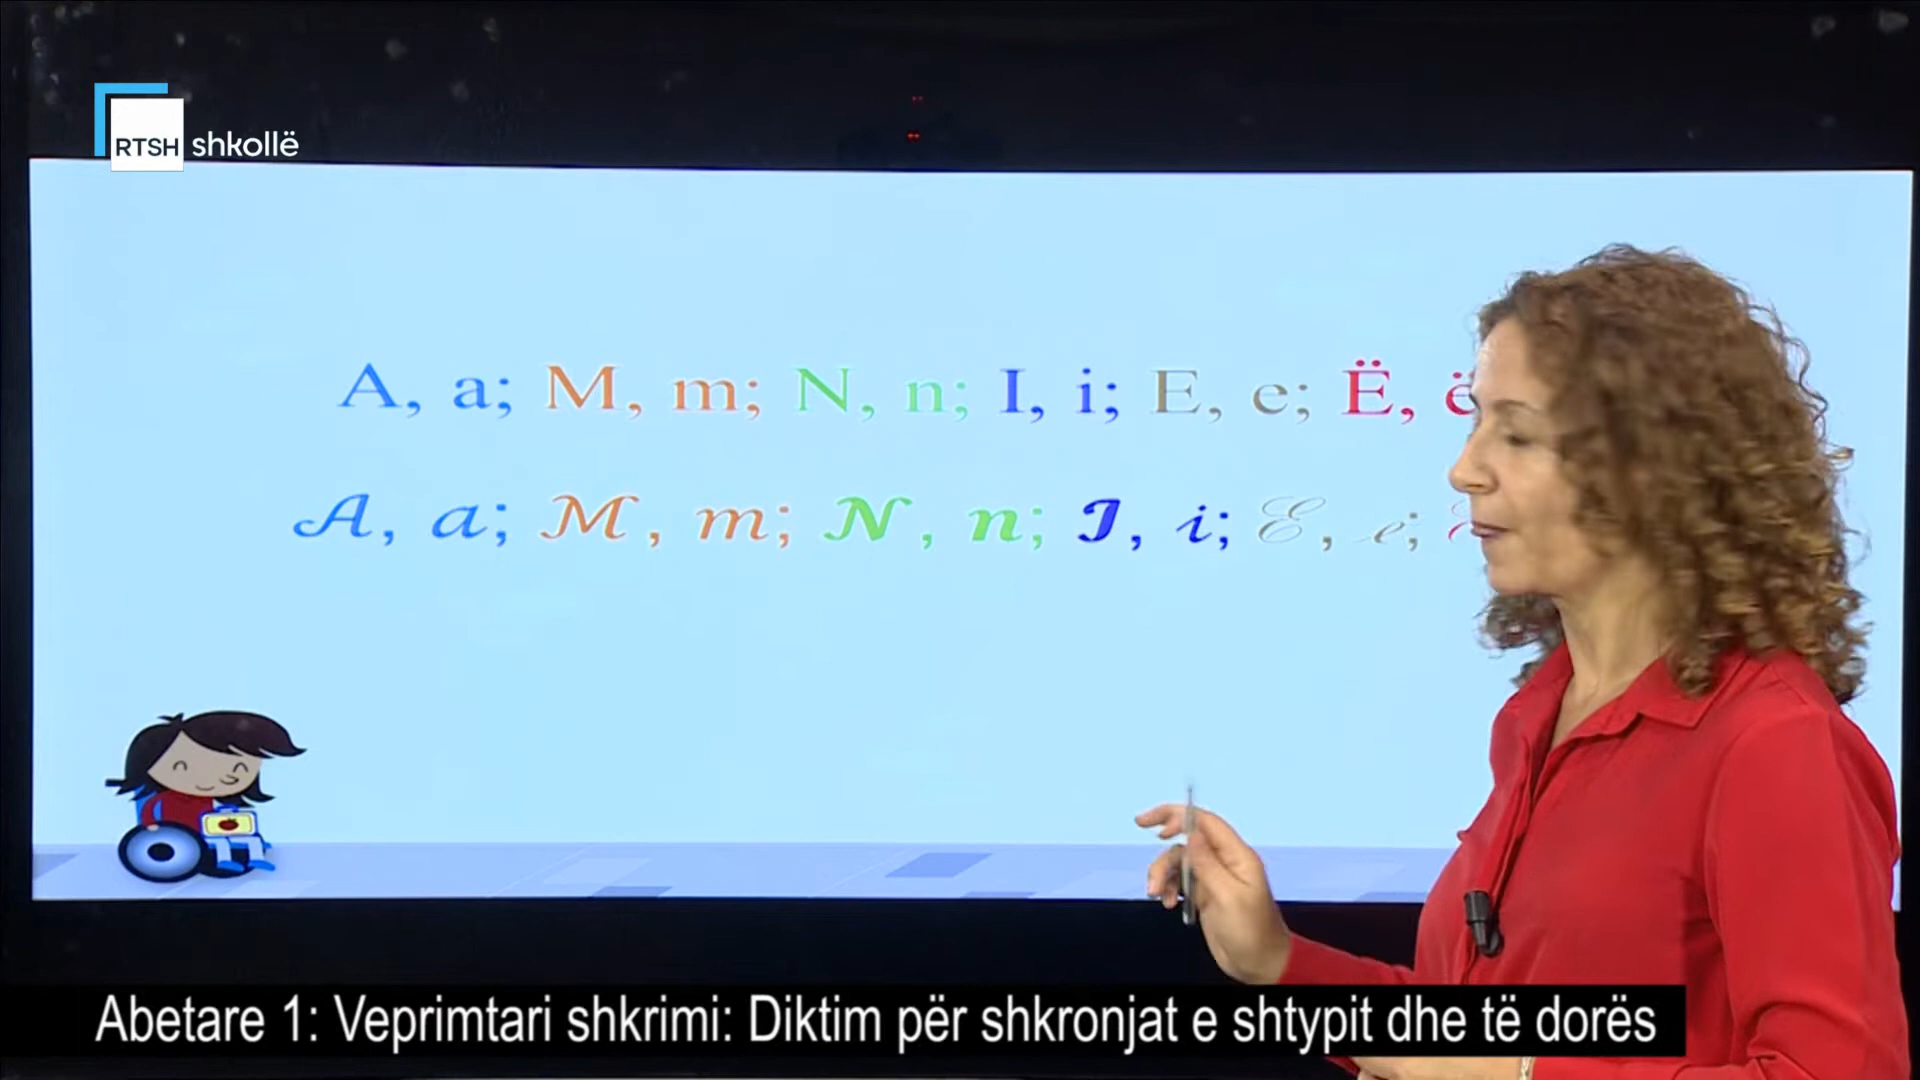 RTSH shkollë
A, a; M, m; N, n; I, i; E, e; Ë, ë
A, a; M, m; N, n; I, i; E, e;
Abetare 1: Veprimtari shkrimi: Diktim për shkronjat e shtypit dhe të dorës